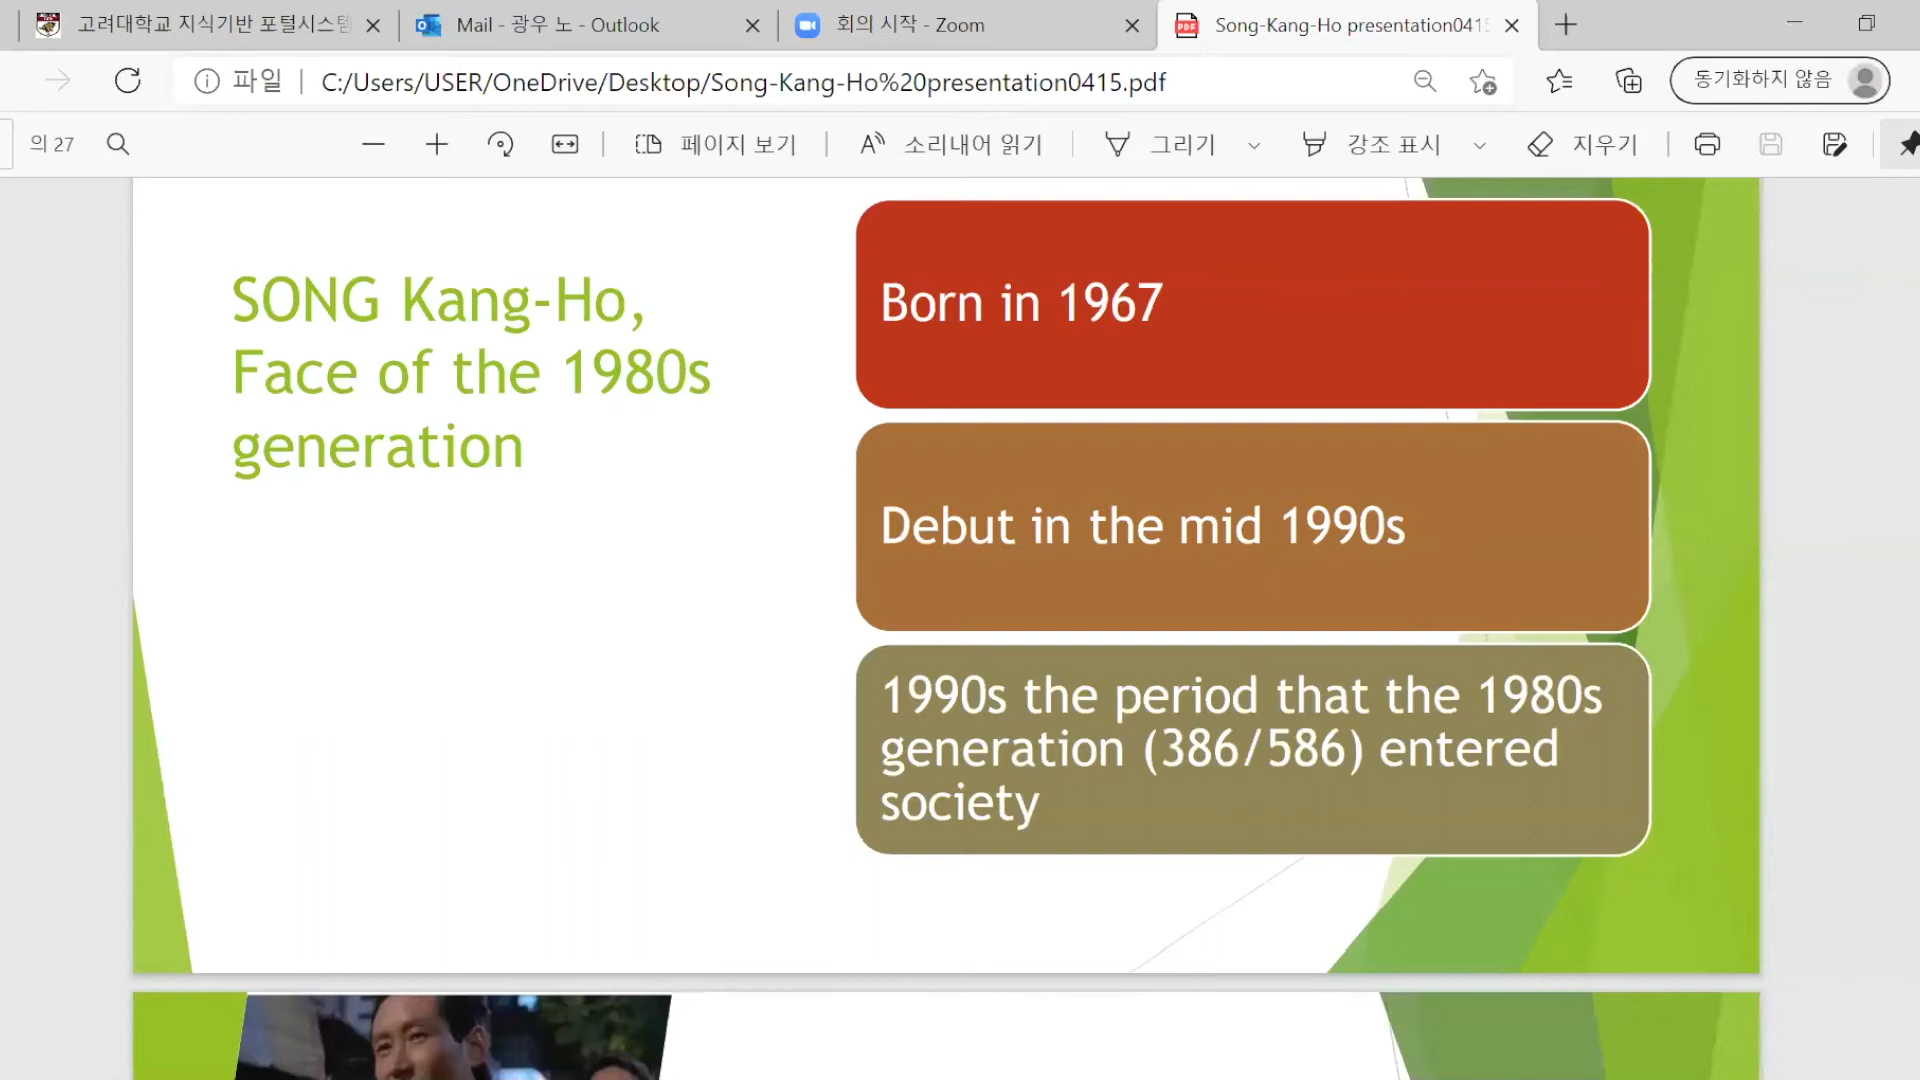 고려대학교 지식기반 포털시스템
Mail - 광우 노 - Outlook
회의 시작 - Zoom
Song-Kang-Ho presentation0415
파일
C:/Users/USER/OneDrive/Desktop/Song-Kang-Ho%20presentation0415.pdf
동기화하지 않음
의 27
페이지 보기
소리내어 읽기
그리기
강조 표시
지우기
SONG Kang-Ho,
Face of the 1980s
generation
Born in 1967
Debut in the mid 1990s
1990s the period that the 1980s
generation (386/586) entered
society